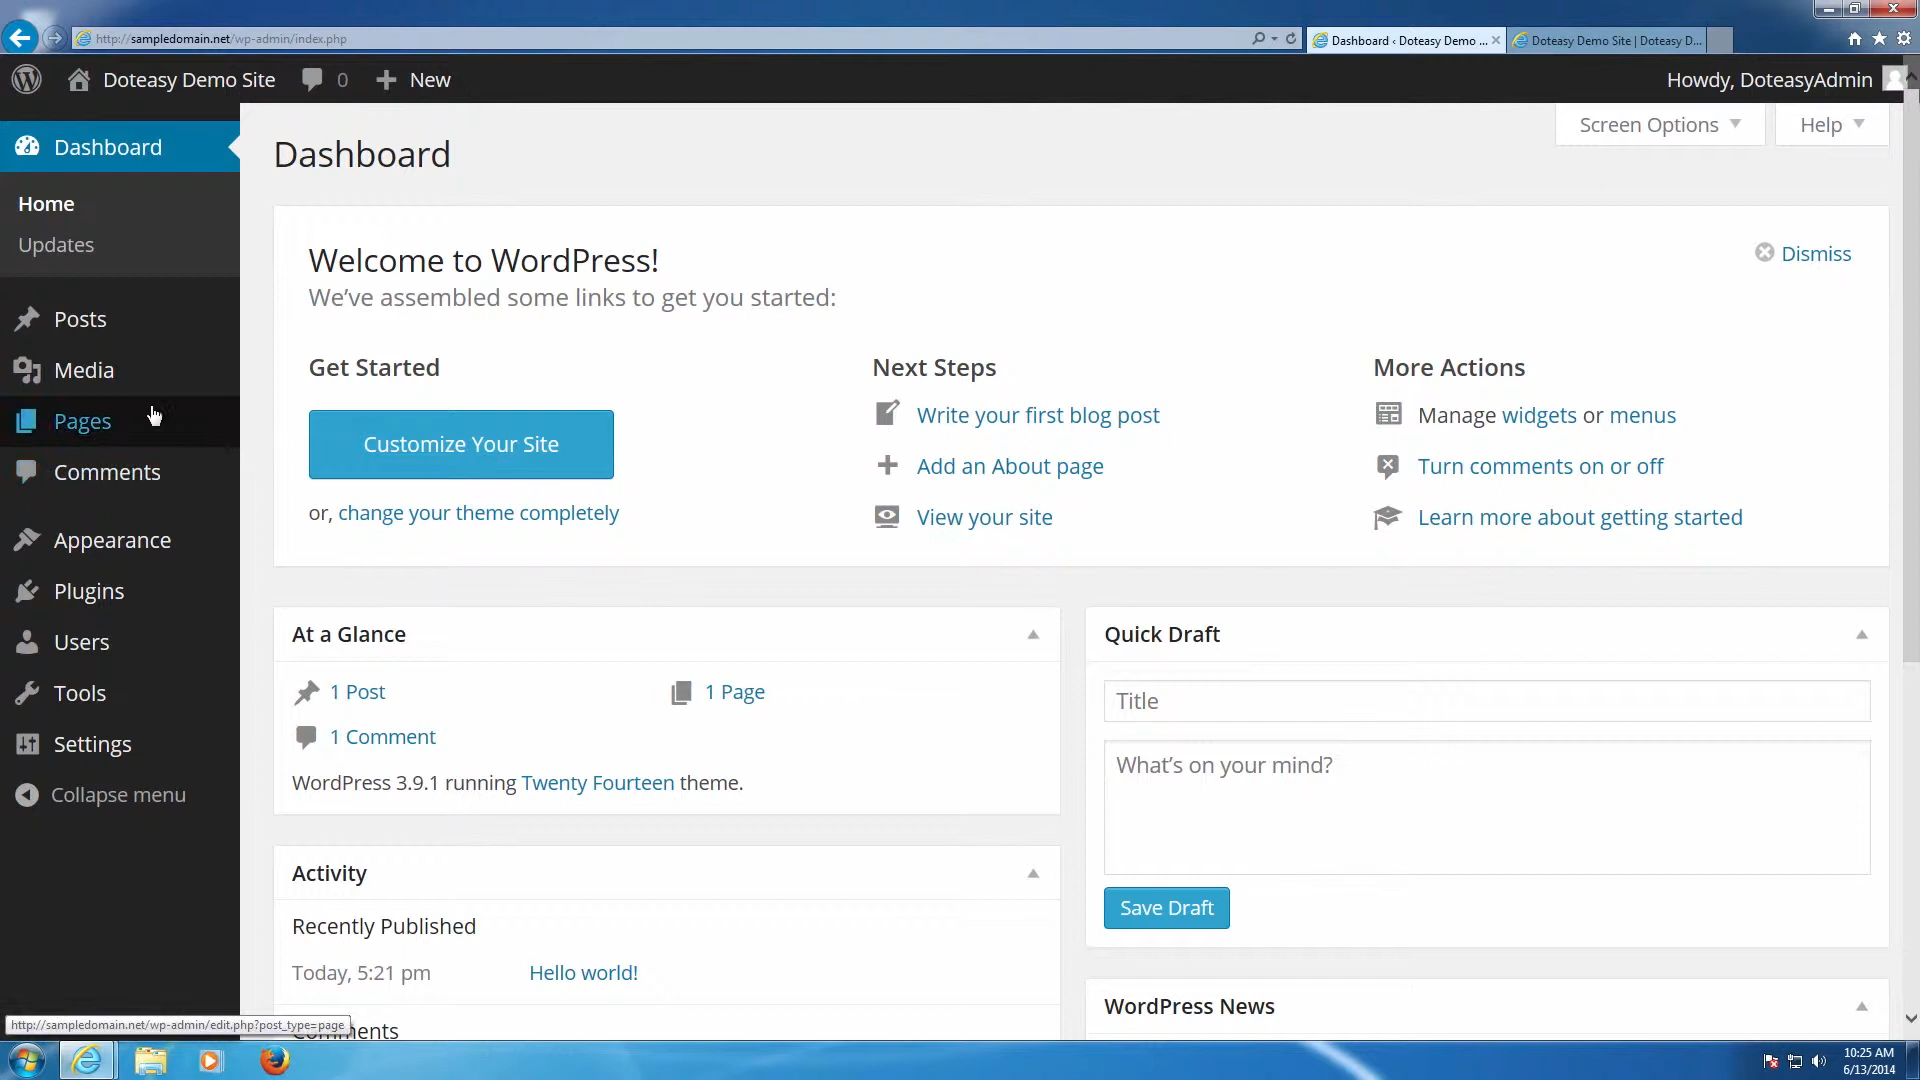 http://sampledomain.net/wp-admin/index.php
Dashboard ‹ Doteasy Demo ...
Doteasy Demo Site | Doteasy D...
Doteasy Demo Site
0
New
Howdy, DoteasyAdmin
Dashboard
Home
Updates
Posts
Media
Pages
Comments
Appearance
Plugins
Users
Tools
Settings
Collapse menu
Screen Options
Help
Dashboard
Welcome to WordPress!
Dismiss
We've assembled some links to get you started:
Get Started
Customize Your Site
or, change your theme completely
Next Steps
Write your first blog post
Add an About page
View your site
More Actions
Manage widgets or menus
Turn comments on or off
Learn more about getting started
At a Glance
1 Post
1 Page
1 Comment
WordPress 3.9.1 running Twenty Fourteen theme.
Activity
Recently Published
Today, 5:21 pm
Hello world!
Quick Draft
Title
What's on your mind?
Save Draft
WordPress News
http://sampledomain.net/wp-admin/edit.php?post_type=page
10:25 AM
6/13/2014